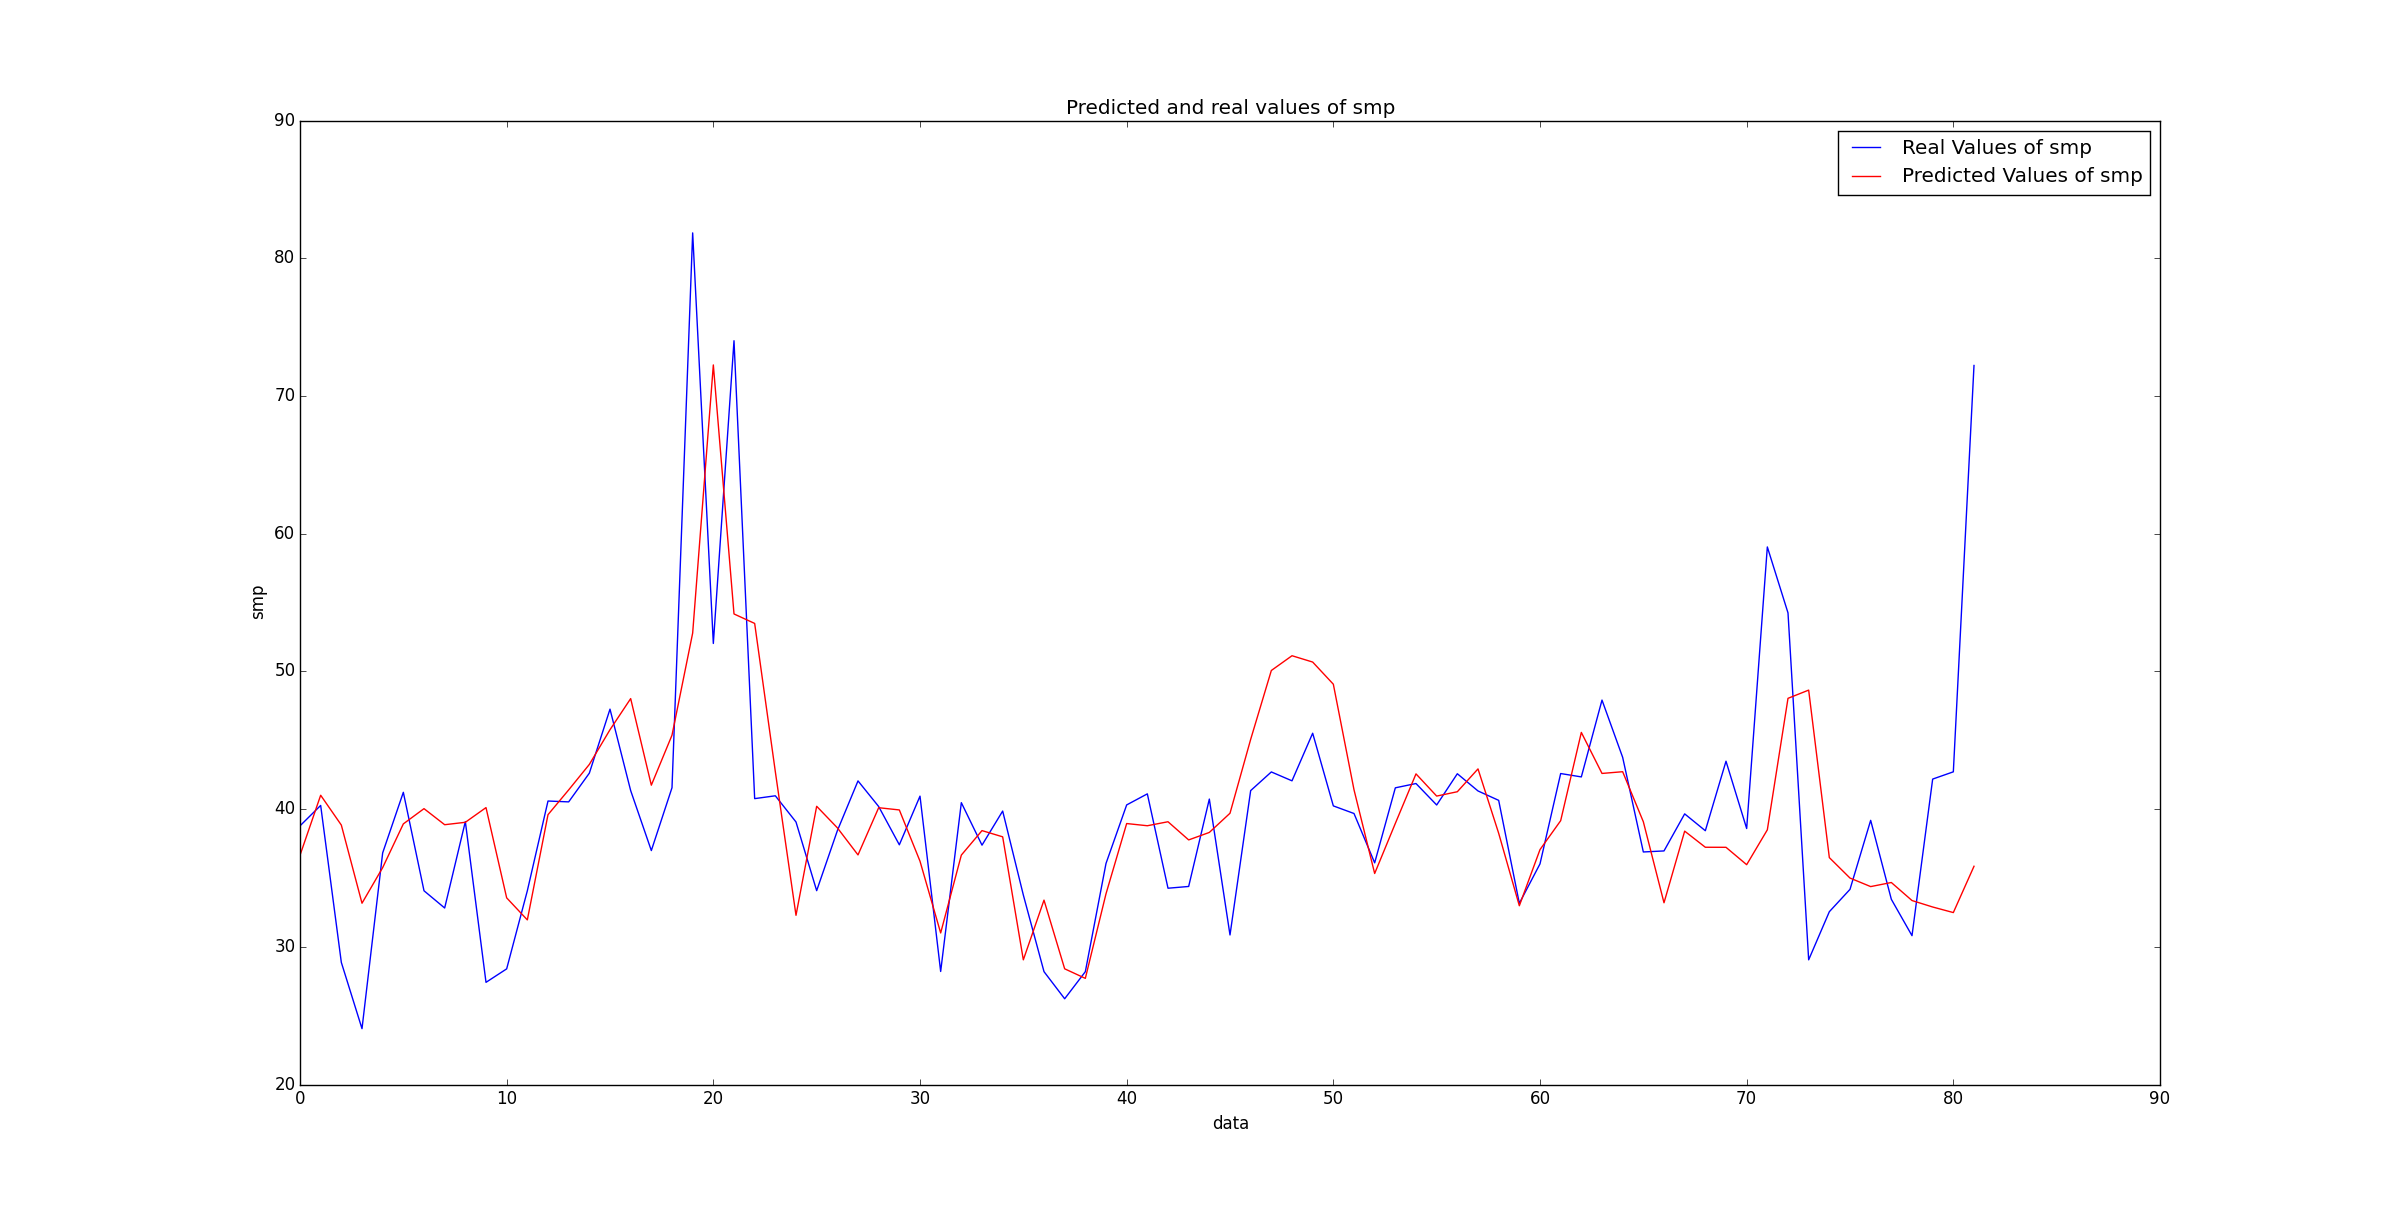 Predicted and real values of smp
Real Values of smp
Predicted Values of smp
90
80
70
60
50
40
30
20
smp
0 10 20 30 40 50 60 70 80 90
data